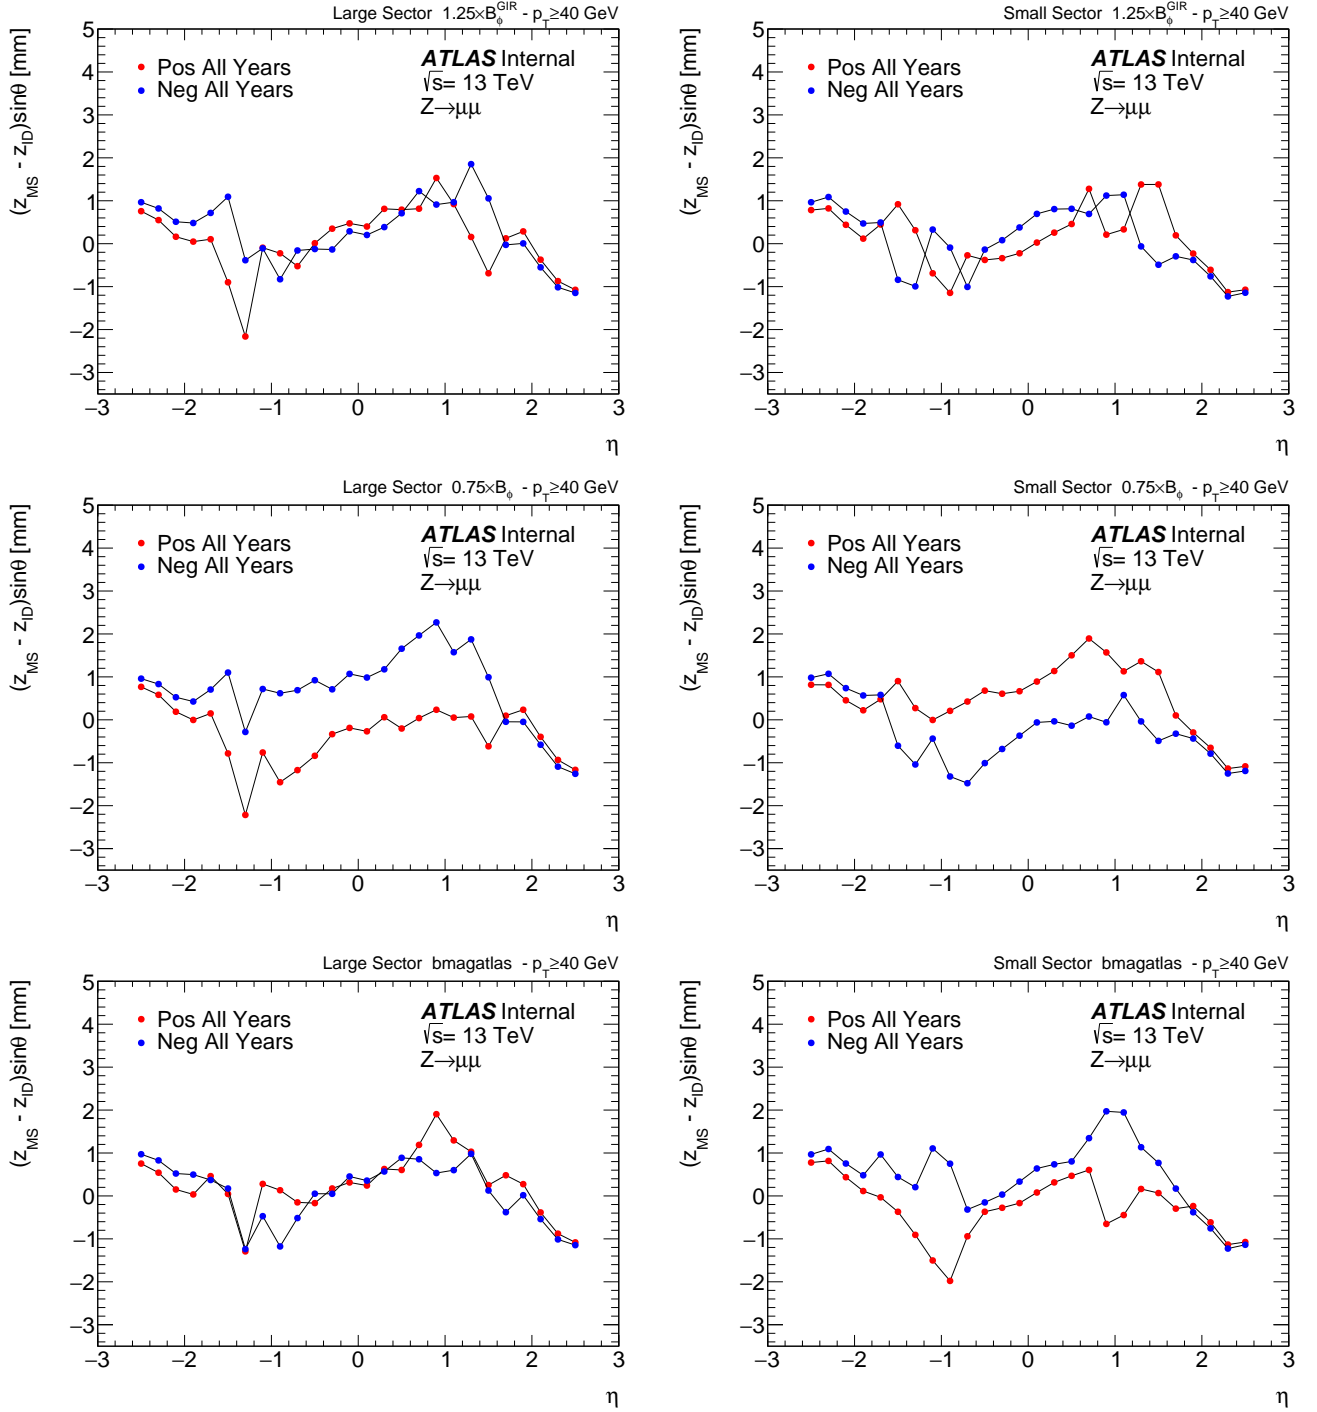 Large Sector 1.25×B_ϕ^GIR - p_T≥40 GeV
(z_MS - z_ID)sinθ [mm]
5
4
3
2
1
0
−1
−2
−3
ATLAS Internal
√s= 13 TeV
Z→μμ
Pos All Years
Neg All Years
−3 −2 −1 0 1 2 3
η
Small Sector 1.25×B_ϕ^GIR - p_T≥40 GeV
(z_MS - z_ID)sinθ [mm]
5
4
3
2
1
0
−1
−2
−3
ATLAS Internal
√s= 13 TeV
Z→μμ
Pos All Years
Neg All Years
−3 −2 −1 0 1 2 3
η
Large Sector 0.75×B_ϕ - p_T≥40 GeV
(z_MS - z_ID)sinθ [mm]
5
4
3
2
1
0
−1
−2
−3
ATLAS Internal
√s= 13 TeV
Z→μμ
Pos All Years
Neg All Years
−3 −2 −1 0 1 2 3
η
Small Sector 0.75×B_ϕ - p_T≥40 GeV
(z_MS - z_ID)sinθ [mm]
5
4
3
2
1
0
−1
−2
−3
ATLAS Internal
√s= 13 TeV
Z→μμ
Pos All Years
Neg All Years
−3 −2 −1 0 1 2 3
η
Large Sector bmagatlas - p_T≥40 GeV
(z_MS - z_ID)sinθ [mm]
5
4
3
2
1
0
−1
−2
−3
ATLAS Internal
√s= 13 TeV
Z→μμ
Pos All Years
Neg All Years
−3 −2 −1 0 1 2 3
η
Small Sector bmagatlas - p_T≥40 GeV
(z_MS - z_ID)sinθ [mm]
5
4
3
2
1
0
−1
−2
−3
ATLAS Internal
√s= 13 TeV
Z→μμ
Pos All Years
Neg All Years
−3 −2 −1 0 1 2 3
η